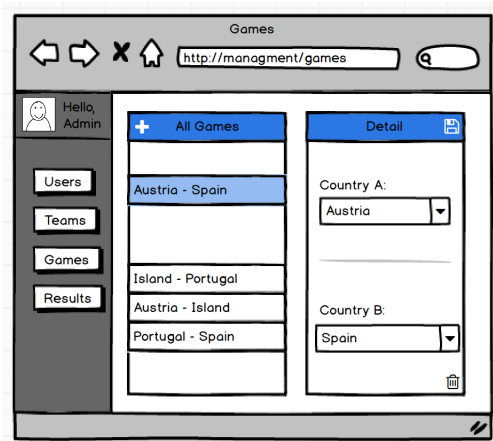 Games
http://managment/games
Hello,
Admin
Users
Teams
Games
Results
All Games
Austria - Spain
Island - Portugal
Austria - Island
Portugal - Spain
Detail
Country A:
Austria
Country B:
Spain